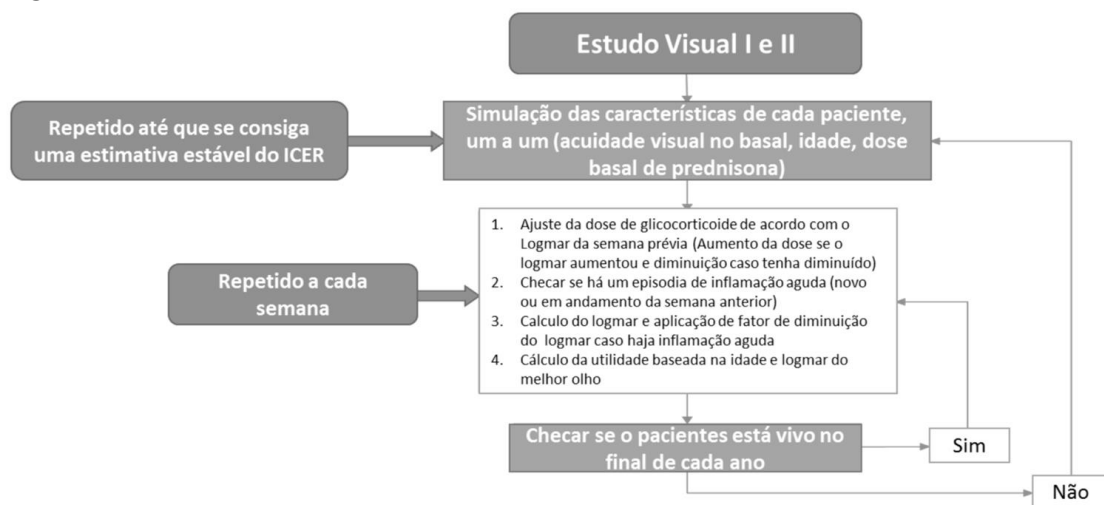 Estudo Visual I e II
Repetido até que se consiga
uma estimativa estável do ICER
Simulação das características de cada paciente,
um a um (acuidade visual no basal, idade, dose
basal de prednisona)
1. Ajuste da dose de glicocorticoide de acordo com o
Logmar da semana prévia (Aumento da dose se o
logmar aumentou e diminuição caso tenha diminuído)
2. Checar se há um episodia de inflamação aguda (novo
ou em andamento da semana anterior)
3. Calculo do logmar e aplicação de fator de diminuição
do logmar caso haja inflamação aguda
4. Cálculo da utilidade baseada na idade e logmar do
melhor olho
Repetido a cada
semana
Checar se o pacientes está vivo no
final de cada ano
Sim
Não